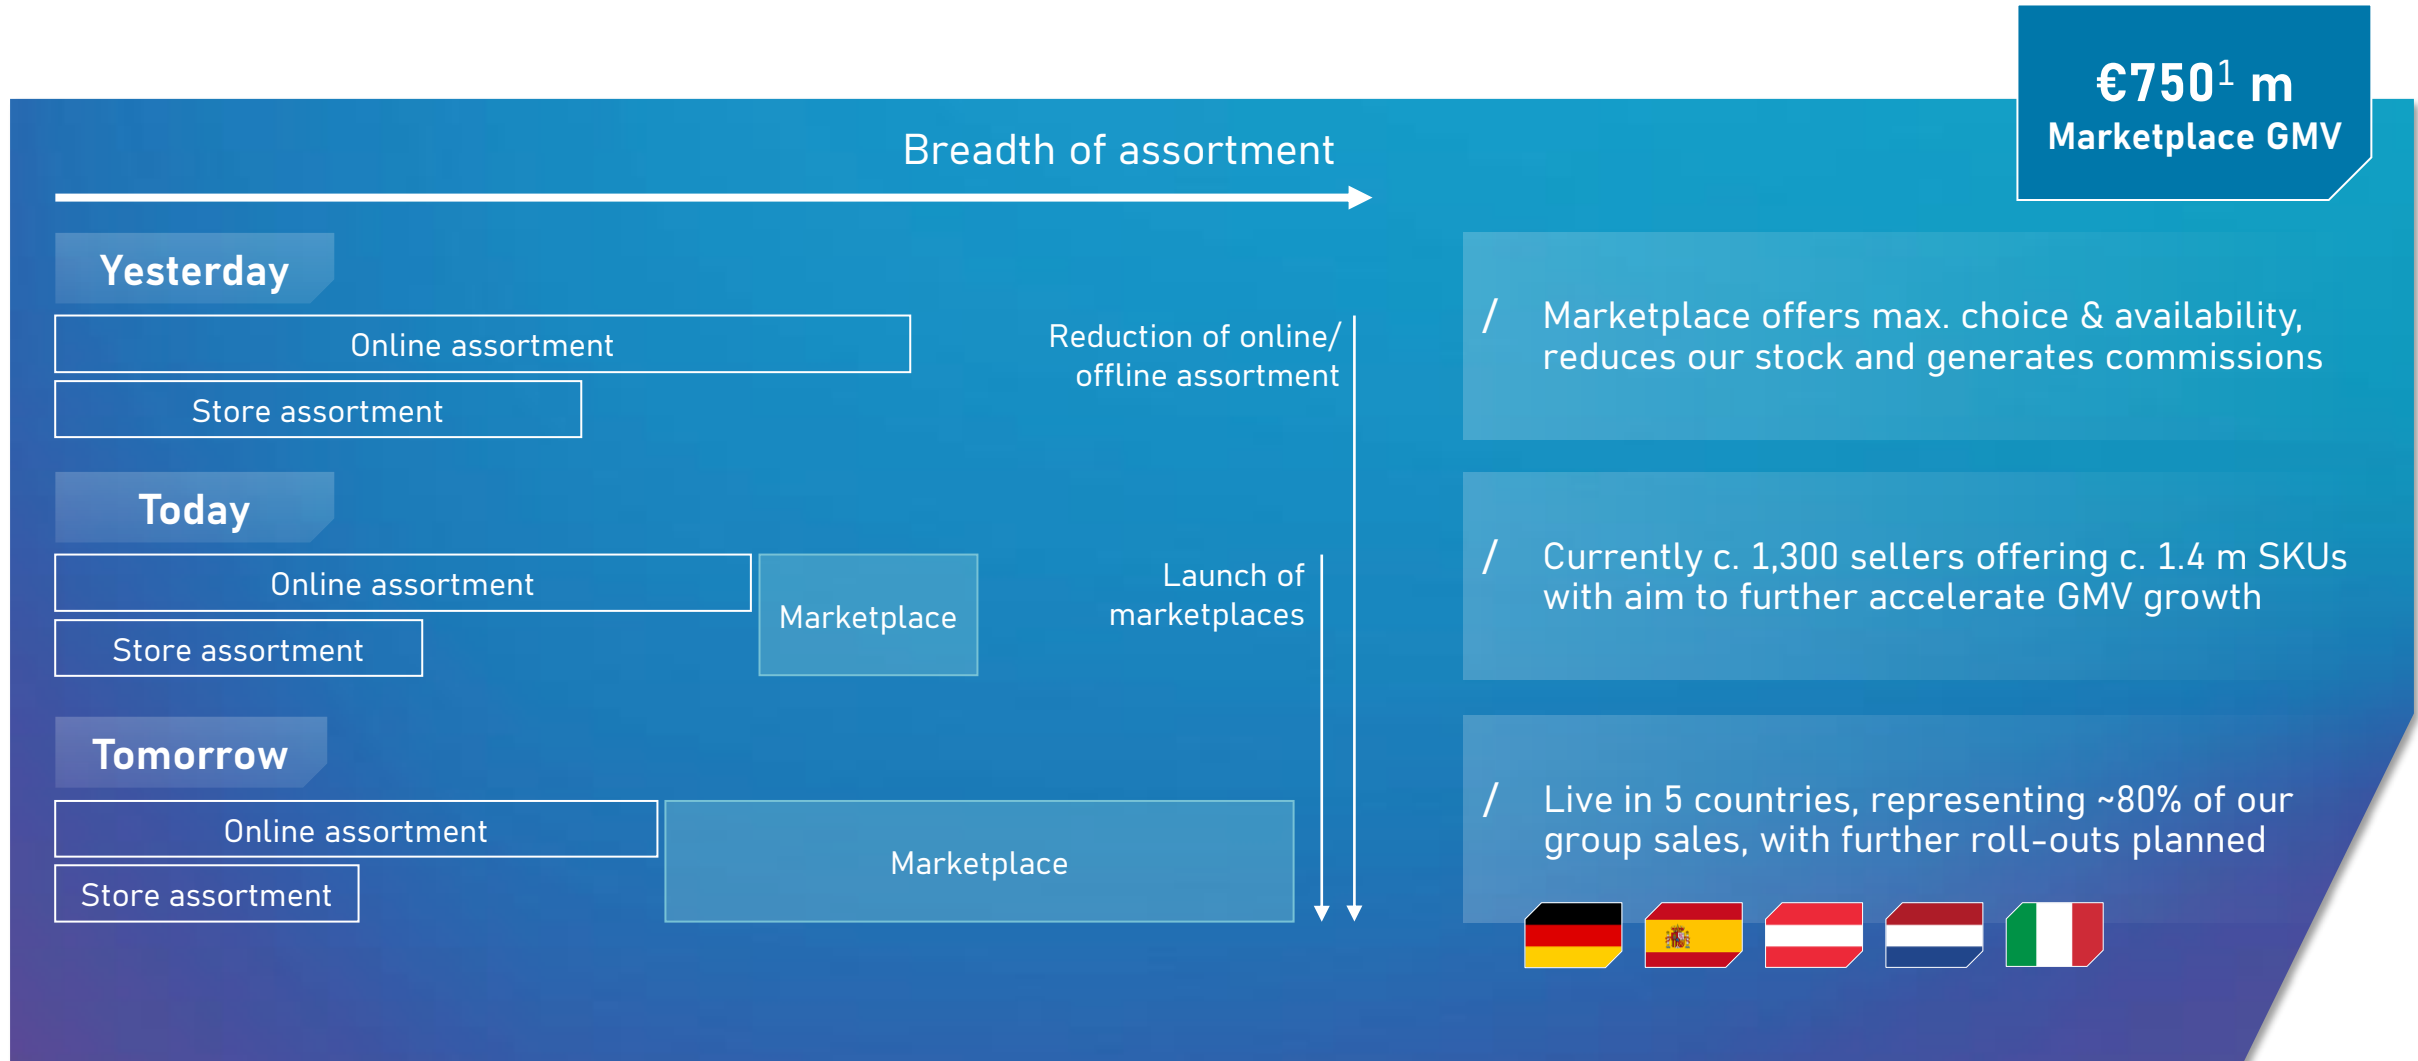 €750¹ m
Marketplace GMV
Breadth of assortment
Yesterday
Online assortment
Store assortment
Reduction of online/
offline assortment
/ Marketplace offers max. choice & availability,
reduces our stock and generates commissions
Today
Online assortment
Store assortment
Marketplace
Launch of
marketplaces
/ Currently c. 1,300 sellers offering c. 1.4 m SKUs
with aim to further accelerate GMV growth
Tomorrow
Online assortment
Store assortment
Marketplace
/ Live in 5 countries, representing ~80% of our
group sales, with further roll-outs planned